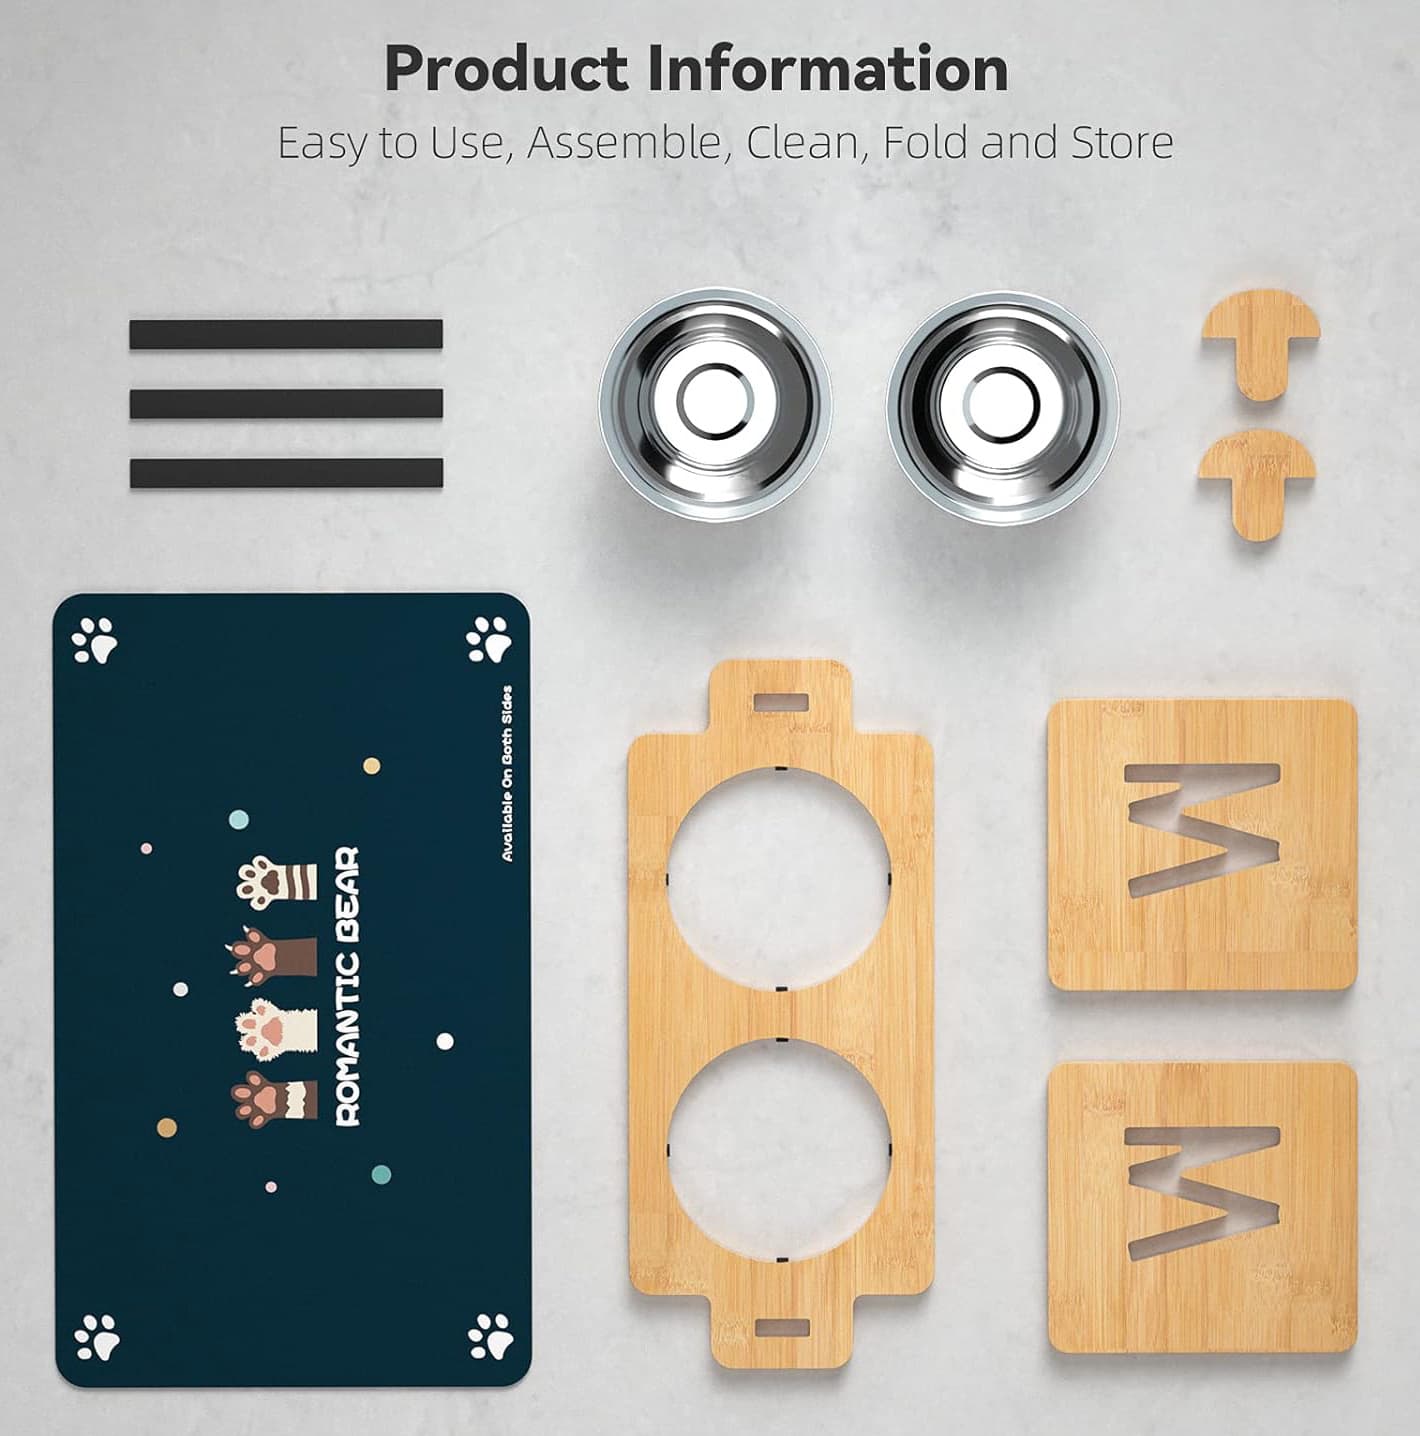 Product Information
Easy to Use, Assemble, Clean, Fold and Store
Available On Both Sides
ROMANTIC BEAR